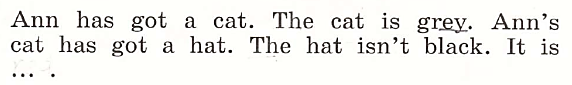 Ann has got a cat. The cat is grey. Ann's
cat has got a hat. The hat isn't black. It is
... .